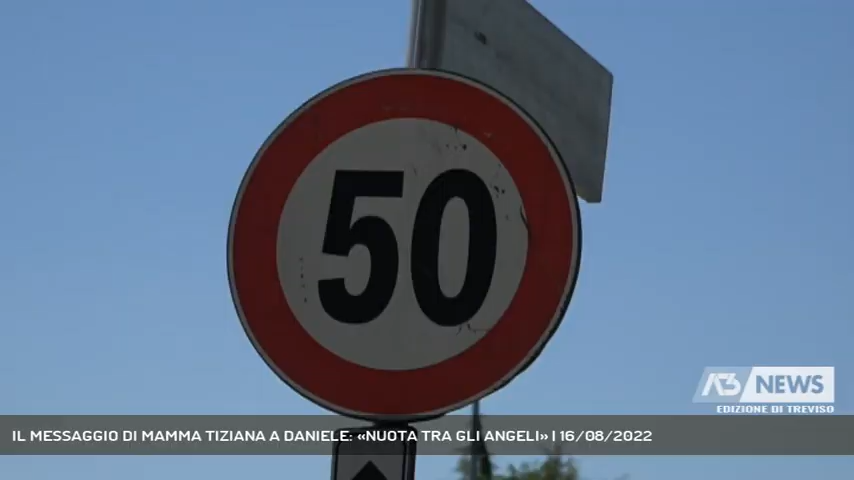 50
A3 NEWS
EDIZIONE DI TREVISO
IL MESSAGGIO DI MAMMA TIZIANA A DANIELE: «NUOTA TRA GLI ANGELI» | 16/08/2022